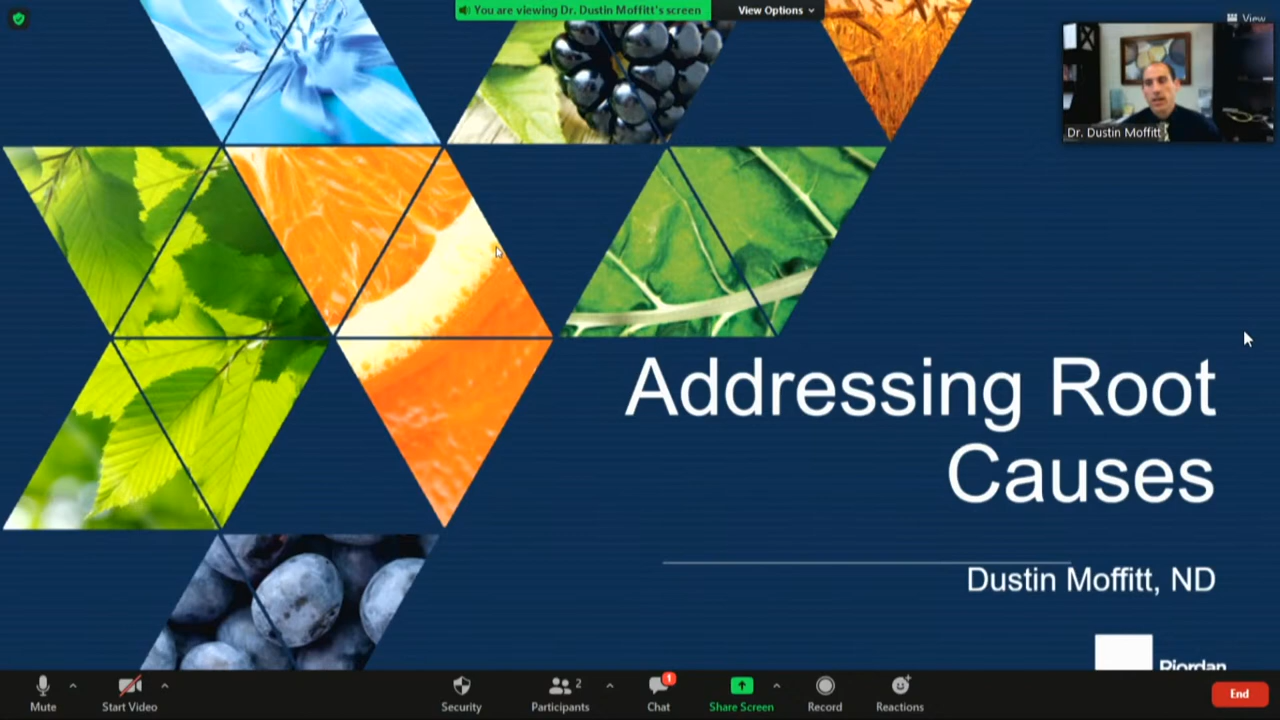 You are viewing Dr. Dustin Moffitt's screen
View Options
View
Dr. Dustin Moffitt
Addressing Root
Causes
Dustin Moffitt, ND
Riordan
Mute
Start Video
Security
2
Participants
1
Chat
Share Screen
Record
Reactions
End